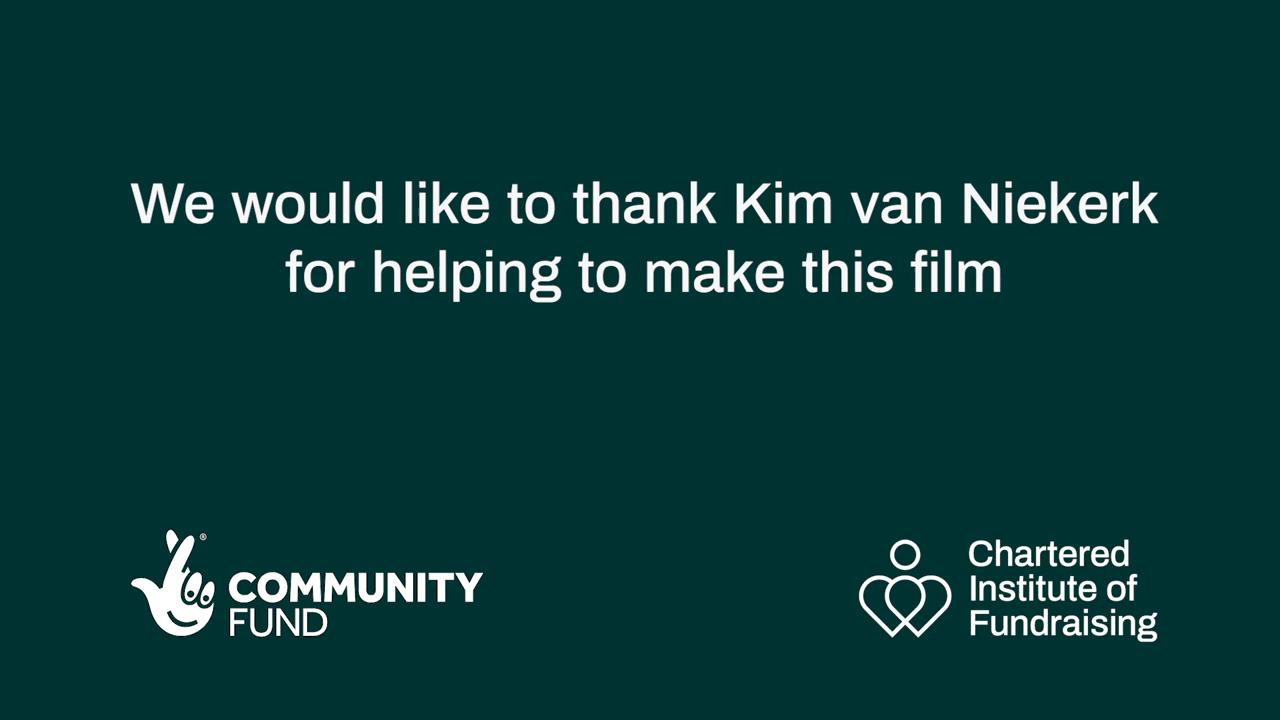 We would like to thank Kim van Niekerk
for helping to make this film
®
COMMUNITY
FUND
Chartered
Institute of
Fundraising